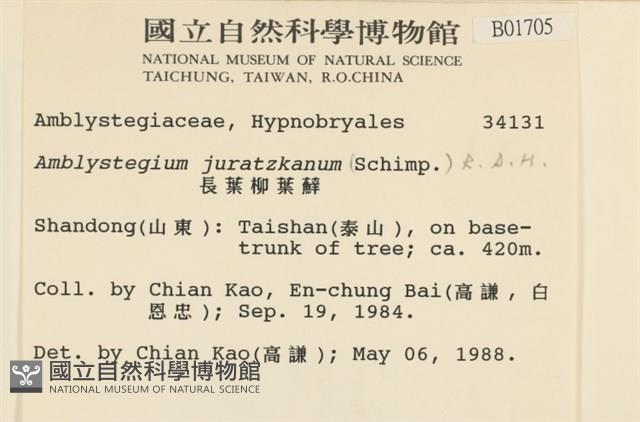 國立自然科學博物館
B01705
NATIONAL MUSEUM OF NATURAL SCIENCE
TAICHUNG, TAIWAN, R.O.CHINA
Amblystegiaceae, Hypnobryales 34131
Amblystegium juratzkanum (Schimp.) R. S. H.
長葉柳葉蘚
Shandong(山東): Taishan(泰山), on base-
trunk of tree; ca. 420m.
Coll. by Chian Kao, En-chung Bai(高謙, 白
恩忠); Sep. 19, 1984.
Det. by Chian Kao(高謙); May 06, 1988.
國立自然科學博物館
NATIONAL MUSEUM OF NATURAL SCIENCE